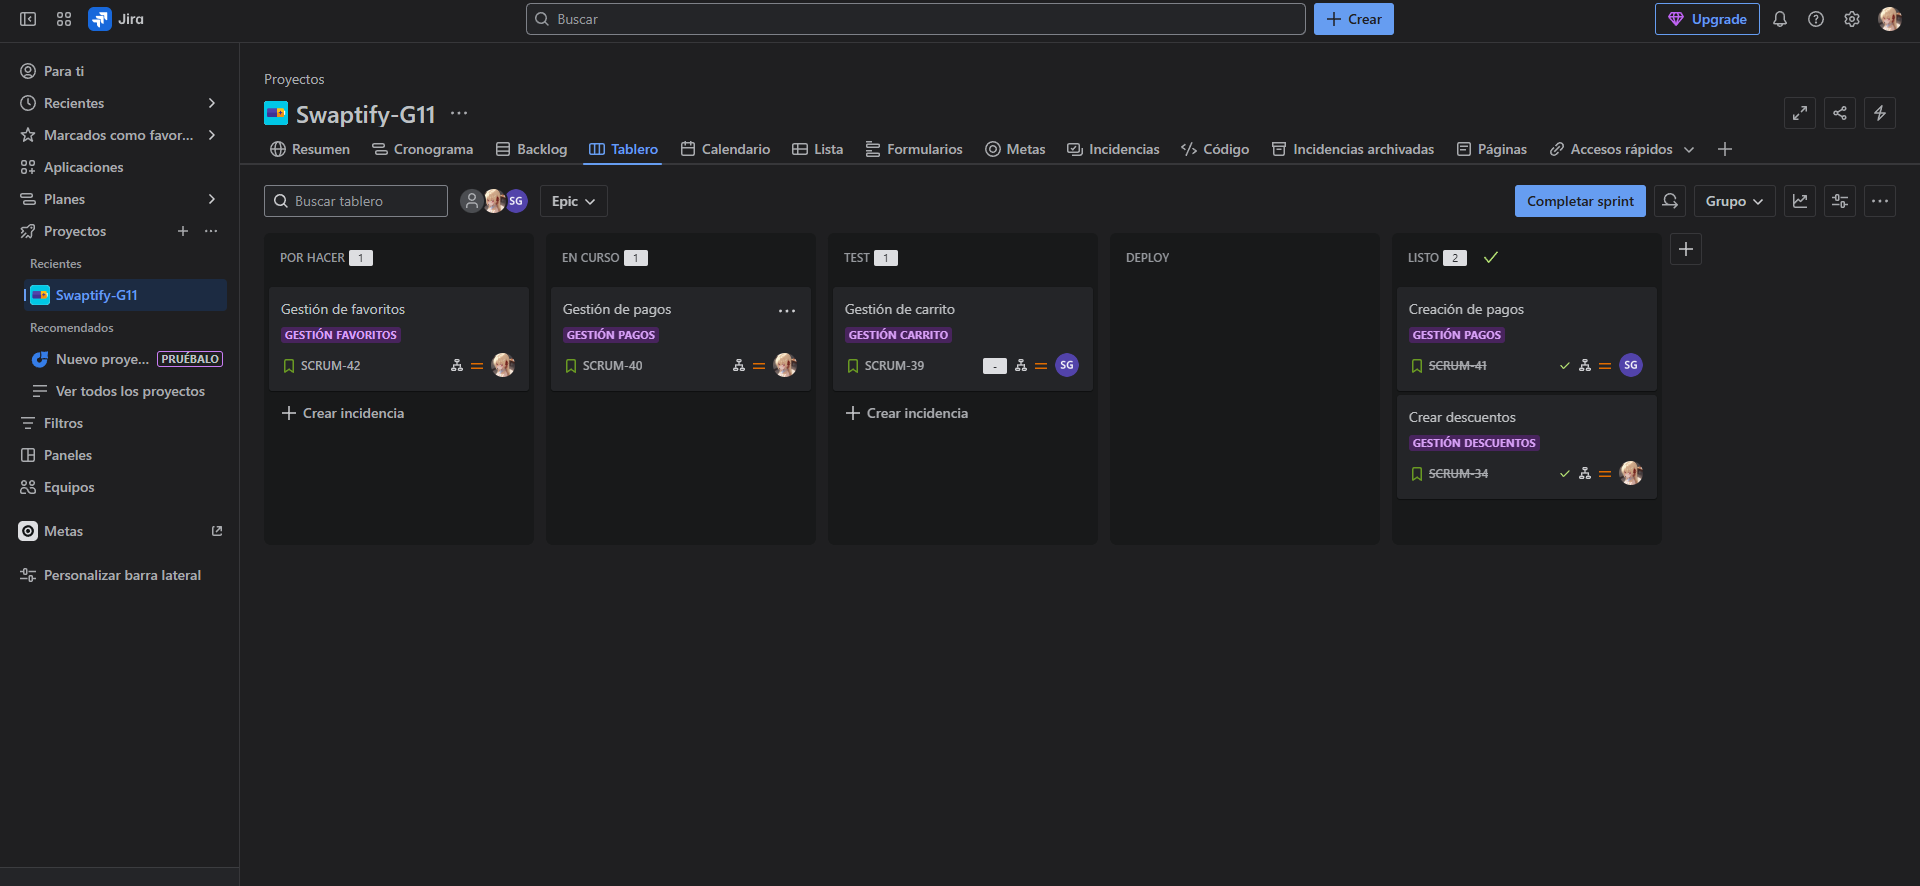 Jira
Buscar
Crear
Upgrade
Para ti
Recientes
Marcados como favor...
Aplicaciones
Planes
Proyectos
Recientes
Swaptify-G11
Recomendados
Nuevo proye... PRUÉBALO
Ver todos los proyectos
Filtros
Paneles
Equipos
Metas
Personalizar barra lateral
Proyectos
Swaptify-G11
Resumen Cronograma Backlog Tablero Calendario Lista Formularios Metas Incidencias Código Incidencias archivadas Páginas Accesos rápidos
Buscar tablero
SG
Epic
Completar sprint
Grupo
POR HACER 1
Gestión de favoritos
GESTIÓN FAVORITOS
SCRUM-42
Crear incidencia
EN CURSO 1
Gestión de pagos
GESTIÓN PAGOS
SCRUM-40
TEST 1
Gestión de carrito
GESTIÓN CARRITO
SCRUM-39 - SG
Crear incidencia
DEPLOY
LISTO 2
Creación de pagos
GESTIÓN PAGOS
SCRUM-41 SG
Crear descuentos
GESTIÓN DESCUENTOS
SCRUM-34